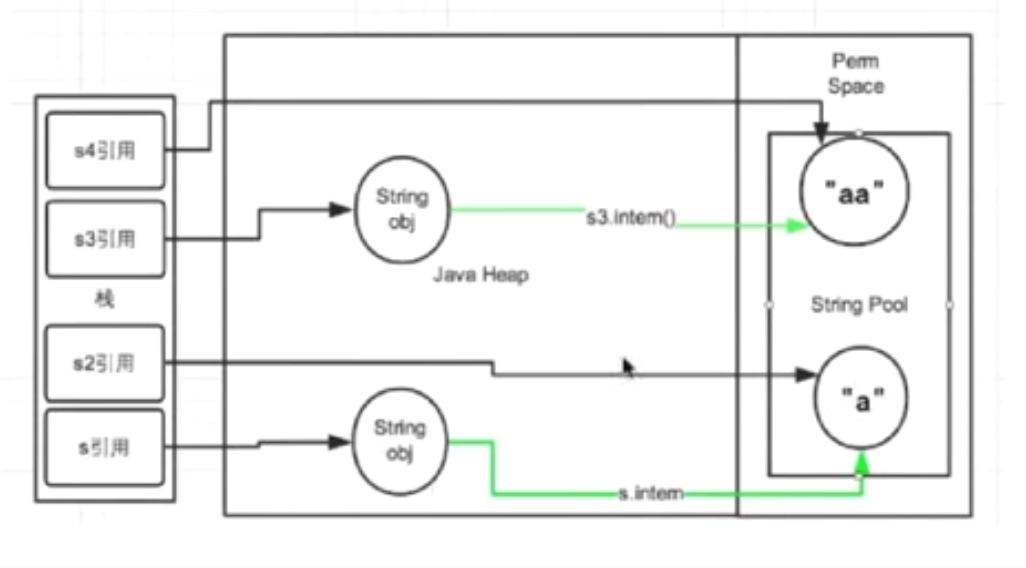 Perm
Space
s4引用
String
obj
s3.intern()
"aa"
s3引用
Java Heap
栈
String Pool
s2引用
"a"
s引用
String
obj
s.intern